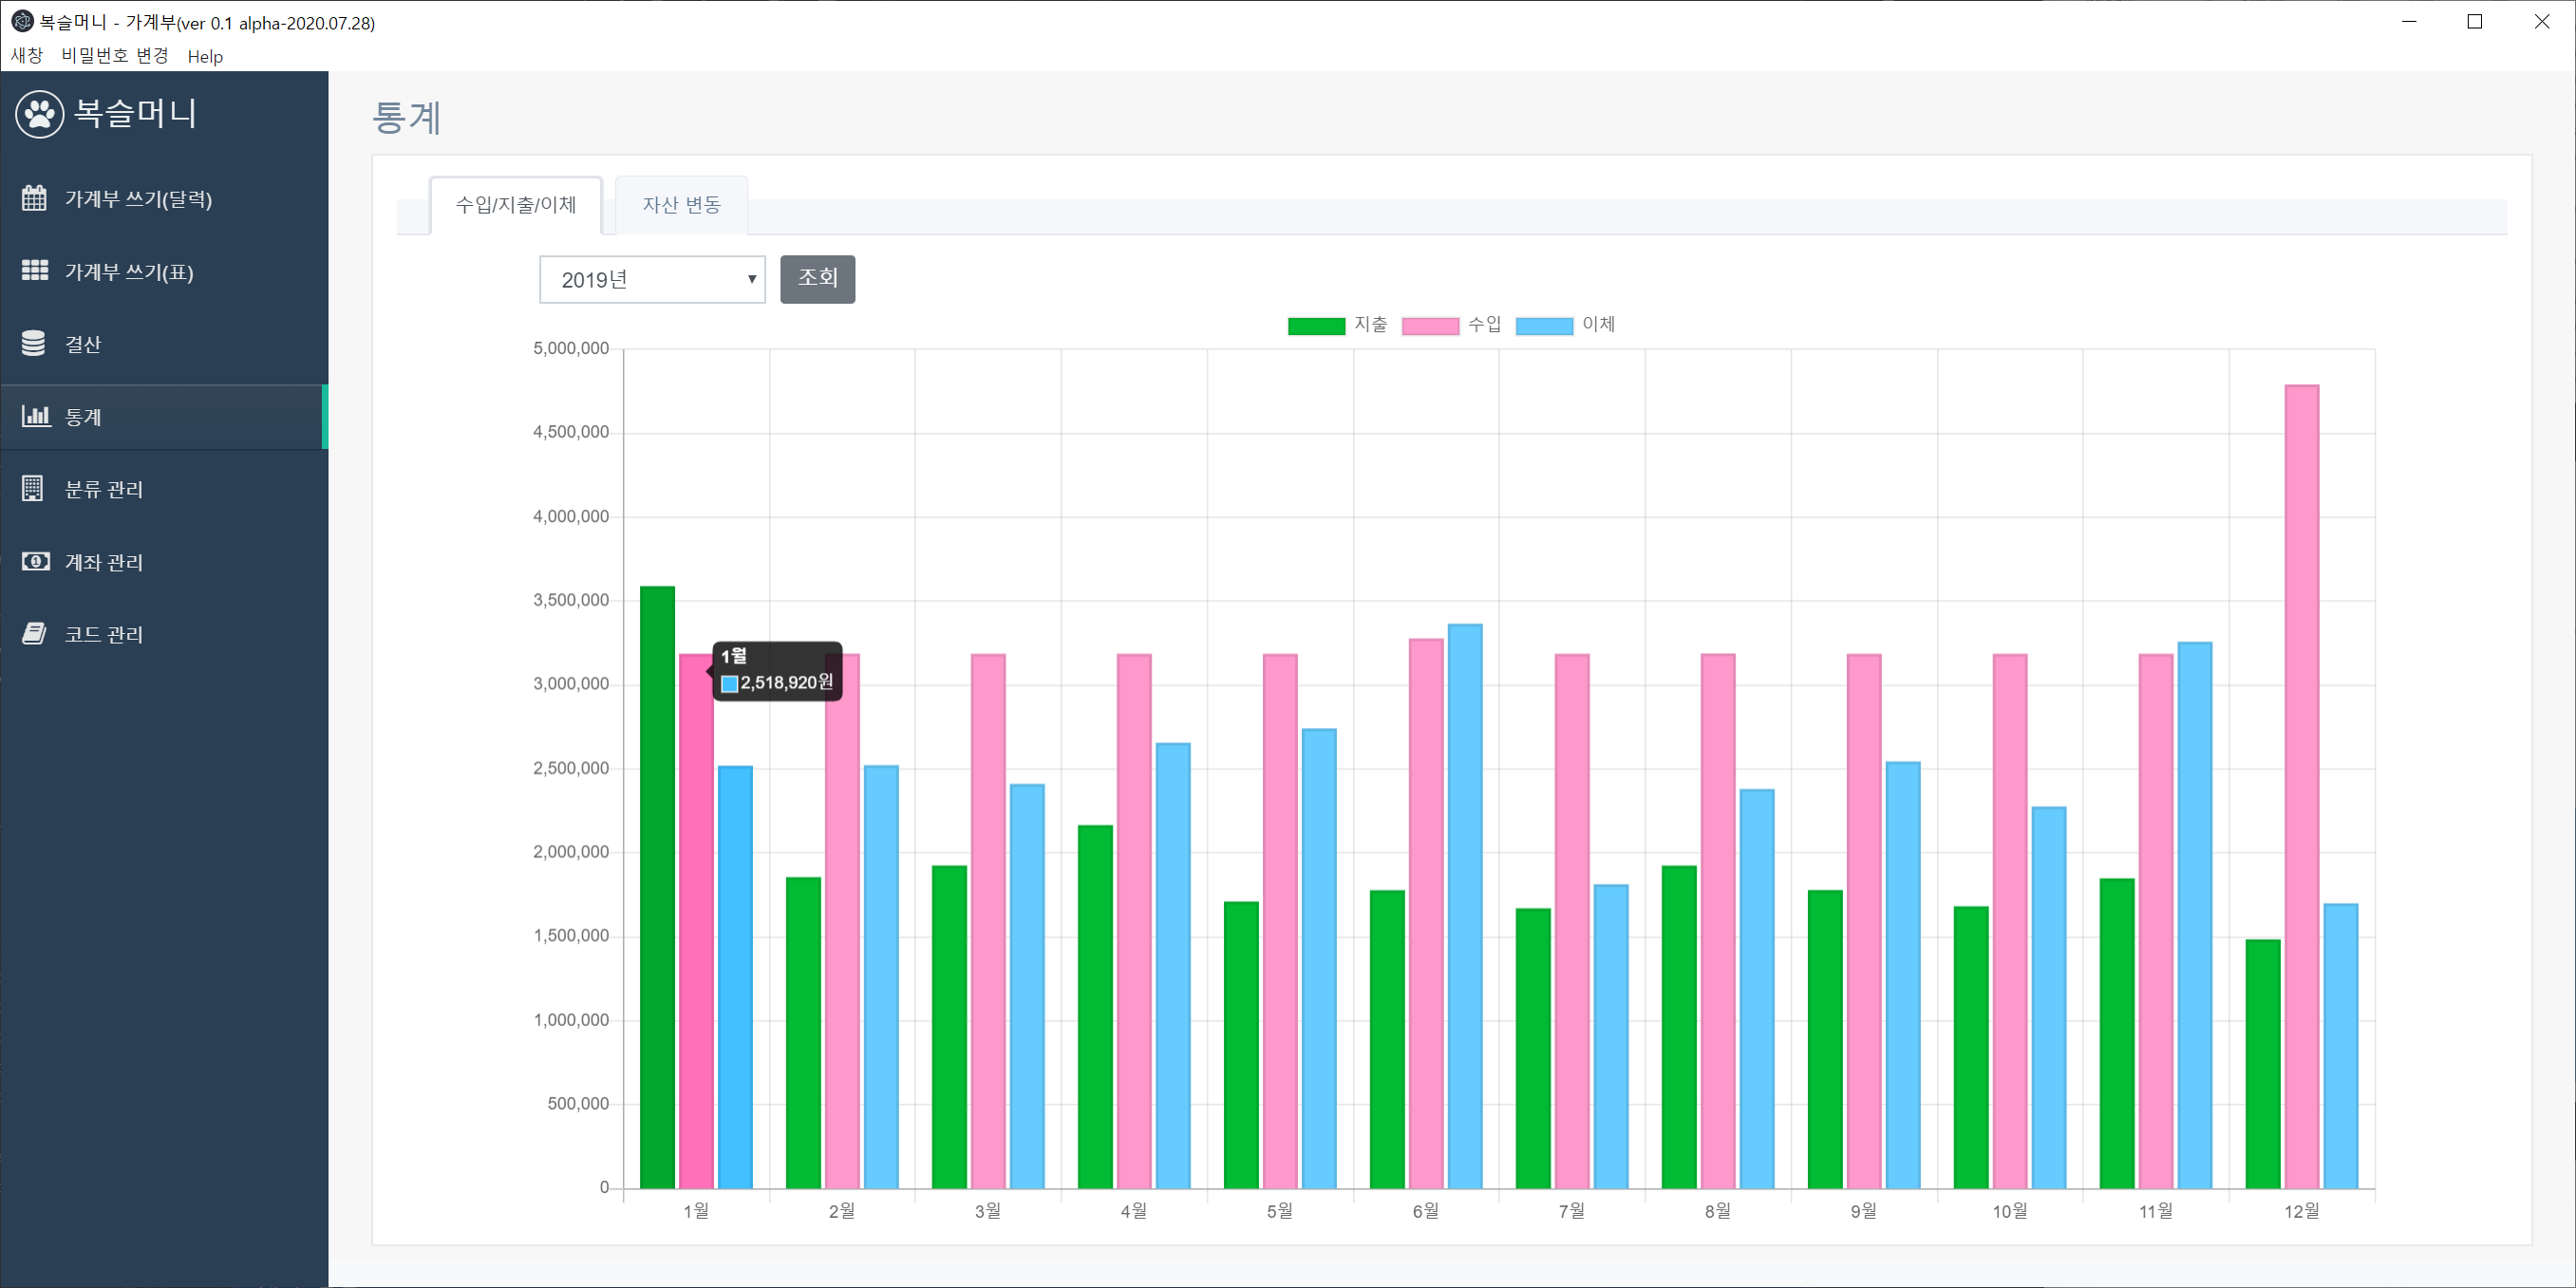 복슬머니 - 가계부(ver 0.1 alpha-2020.07.28)
새창 비밀번호 변경 Help
복슬머니
가계부 쓰기(달력)
가계부 쓰기(표)
결산
통계
분류 관리
계좌 관리
코드 관리
통계
수입/지출/이체 자산 변동
2019년 조회
지출 수입 이체
5,000,000
4,500,000
4,000,000
3,500,000
3,000,000
2,500,000
2,000,000
1,500,000
1,000,000
500,000
0
1월
2,518,920원
1월 2월 3월 4월 5월 6월 7월 8월 9월 10월 11월 12월